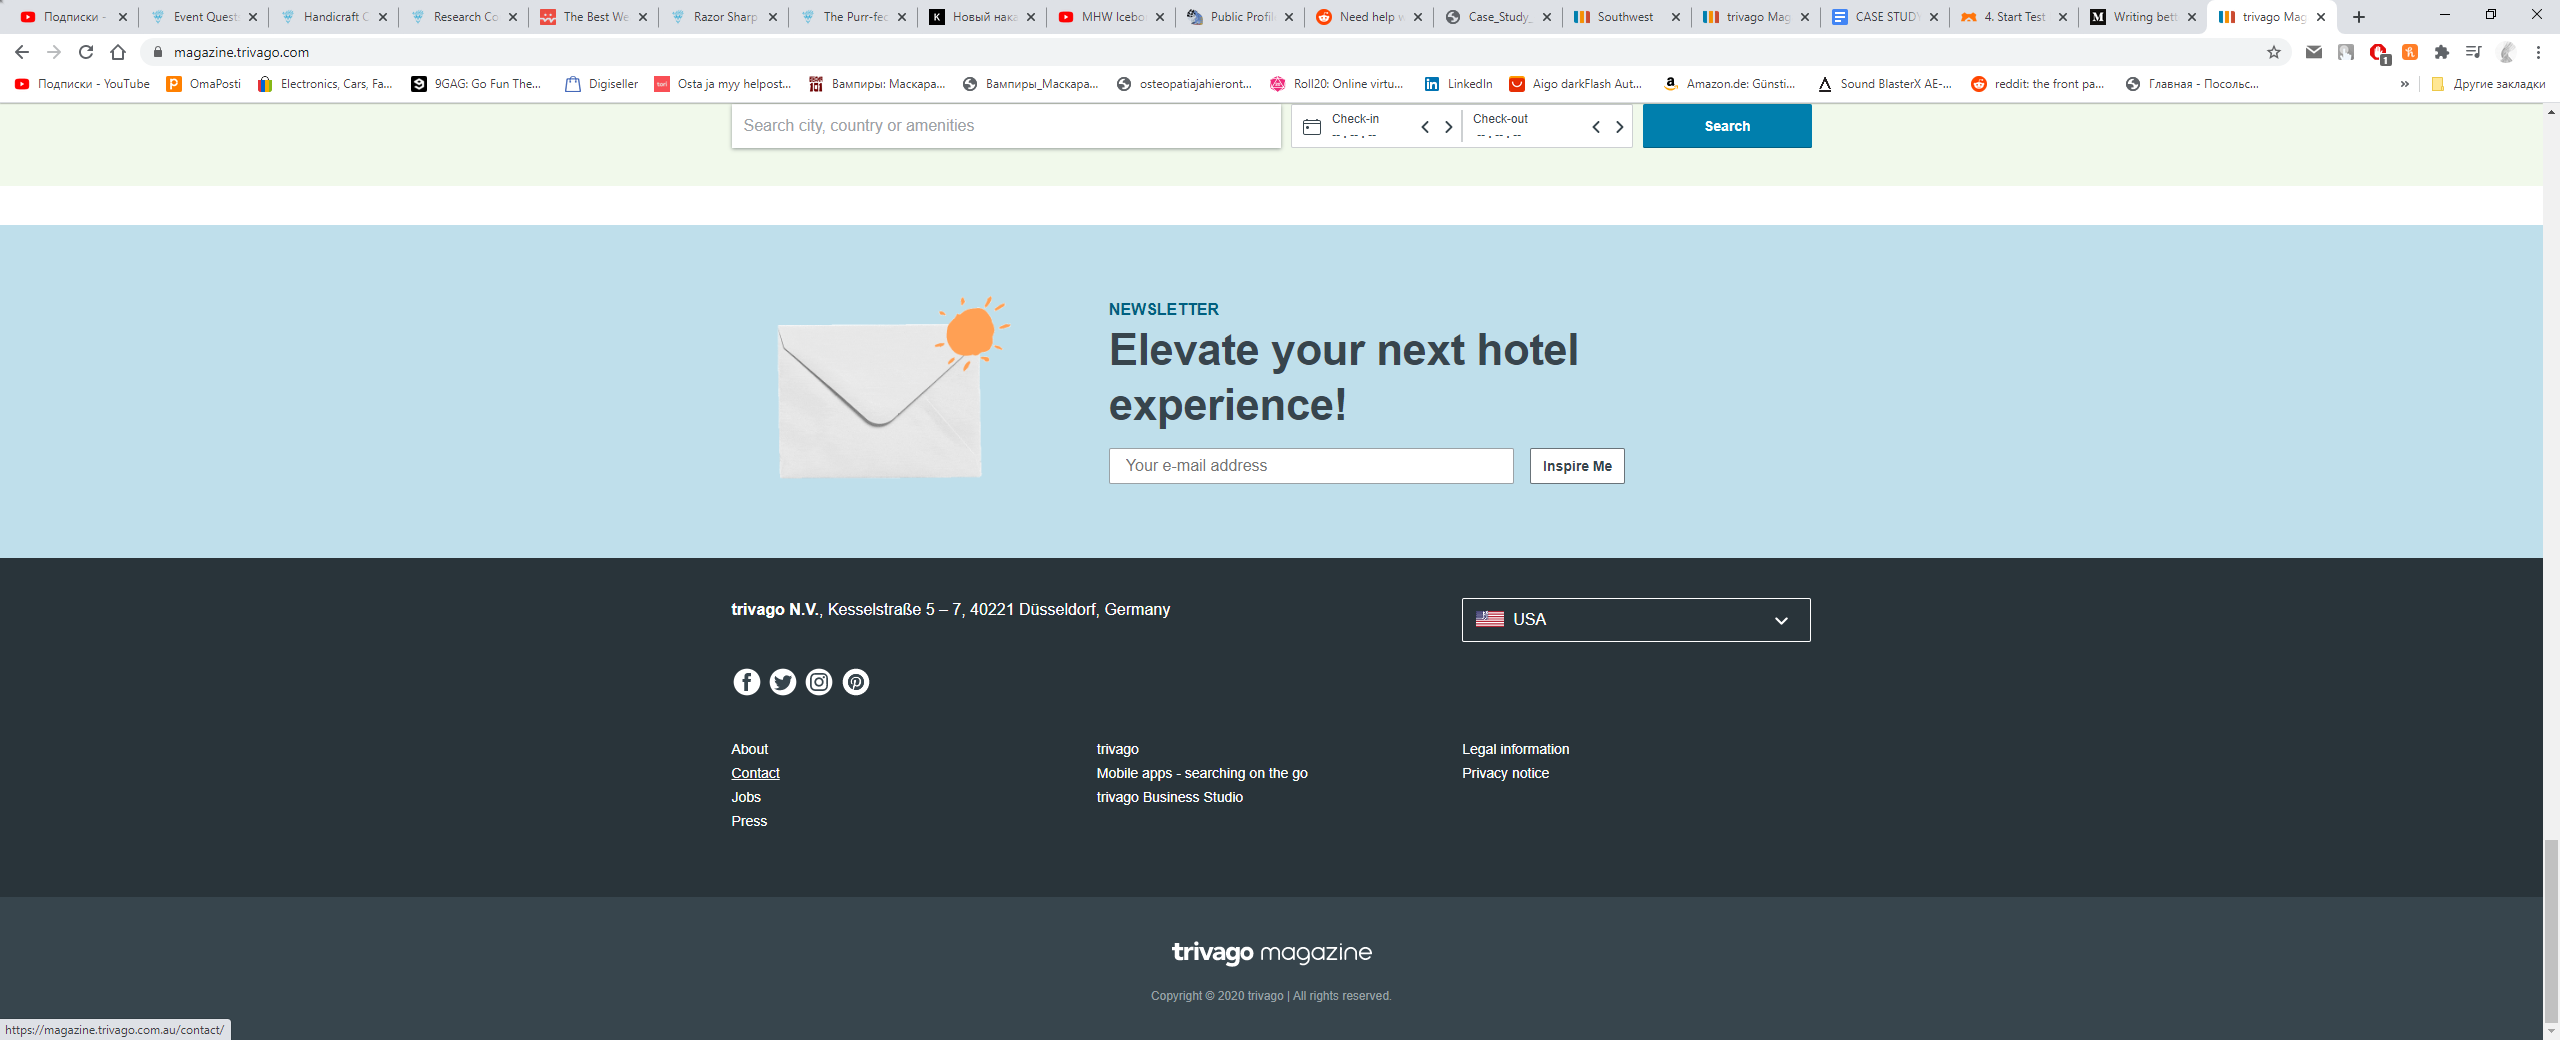 Подписки -
Event Quest
Handicraft C
Research Co
The Best We
Razor Sharp
The Purr-fec
Новый нака
MHW Icebo
Public Profil
Need help w
Case_Study_
Southwest
trivago Mag
CASE STUDY
4. Start Test
Writing bett
trivago Mag
magazine.trivago.com
1
Подписки - YouTube
OmaPosti
Electronics, Cars, Fa...
9GAG: Go Fun The...
Digiseller
Osta ja myy helpost...
Вампиры: Маскара...
Вампиры_Маскара...
osteopatiajahieront...
Roll20: Online virtu...
LinkedIn
Aigo darkFlash Aut...
Amazon.de: Günsti...
Sound BlasterX AE-...
reddit: the front pa...
Главная - Посольс...
»
Другие закладки
Search city, country or amenities
Check-in
-- . -- . --
Check-out
-- . -- . --
Search
NEWSLETTER
Elevate your next hotel
experience!
Your e-mail address
Inspire Me
trivago N.V., Kesselstraße 5 – 7, 40221 Düsseldorf, Germany
USA
About
Contact
Jobs
Press
trivago
Mobile apps - searching on the go
trivago Business Studio
Legal information
Privacy notice
trivago magazine
Copyright © 2020 trivago | All rights reserved.
https://magazine.trivago.com.au/contact/